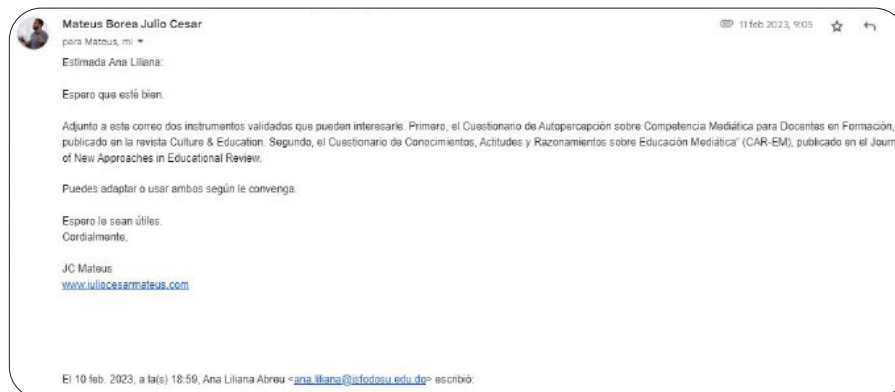 Mateus Borea Julio Cesar
11 feb 2023, 9:05
para Mateus, mi
Estimada Ana Liliana:
Espero que esté bien.
Adjunto a este correo dos instrumentos validados que pueden interesarle. Primero, el Cuestionario de Autopercepción sobre Competencia Mediática para Docentes en Formación,
publicado en la revista Culture & Education. Segundo, el Cuestionario de Conocimientos, Actitudes y Razonamientos sobre Educación Mediática" (CAR-EM), publicado en el Journ
of New Approaches in Educational Review.
Puedes adaptar o usar ambos según le convenga.
Espero le sean útiles.
Cordialmente,
JC Mateus
www.juliocesarmateus.com
El 10 feb. 2023, a la(s) 18:59, Ana Liliana Abreu <ana.liliana@isfodosu.edu.do> escribió: